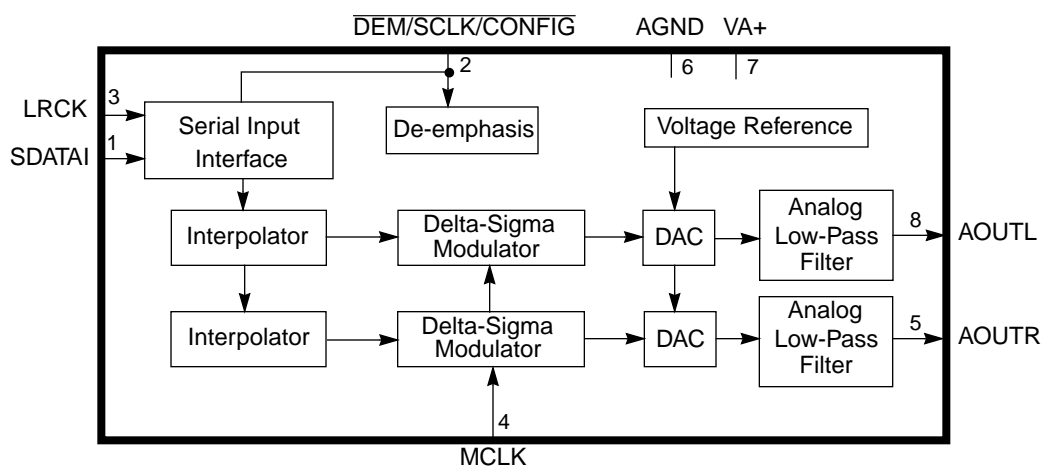 DEM/SCLK/CONFIG
AGND
VA+
2
6
7
LRCK
3
SDATAI
1
Serial Input
Interface
De-emphasis
Voltage Reference
Interpolator
Delta-Sigma
Modulator
DAC
Analog
Low-Pass
Filter
8
AOUTL
Interpolator
Delta-Sigma
Modulator
DAC
Analog
Low-Pass
Filter
5
AOUTR
4
MCLK